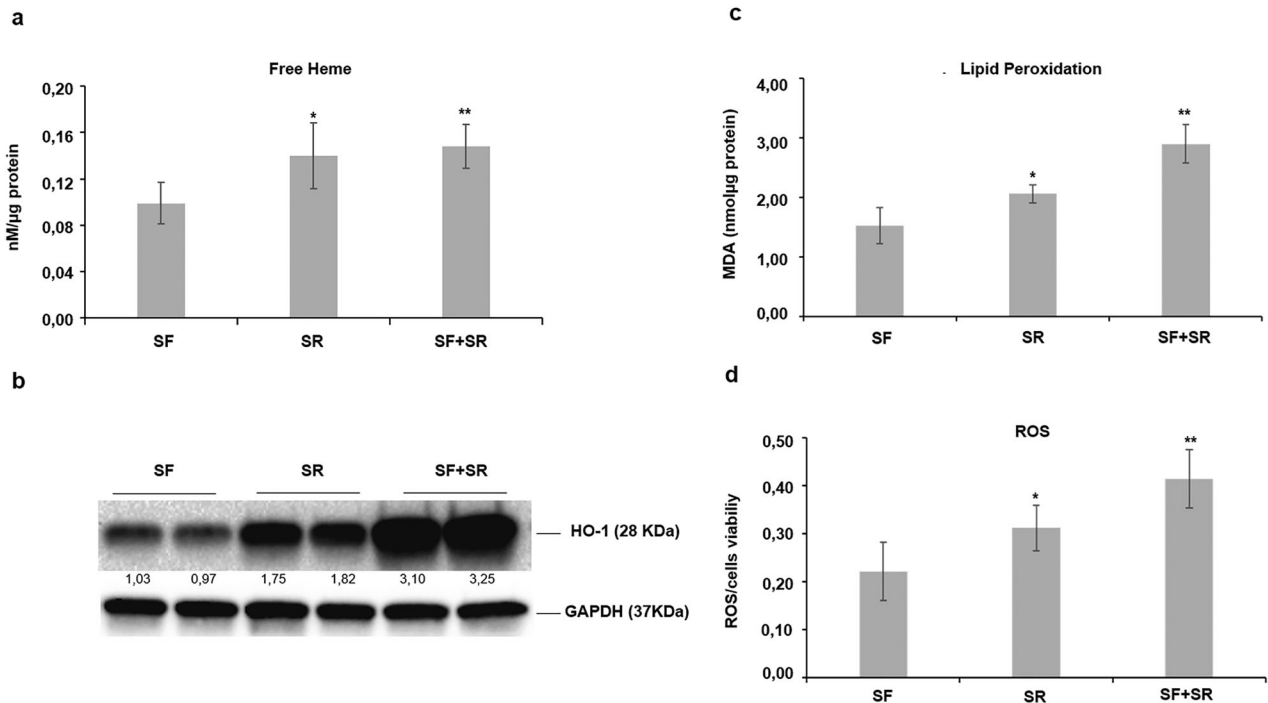 a
Free Heme
nM/µg protein
0,20
0,16
0,12
0,08
0,04
0,00
*
**
SF
SR
SF+SR
b
SF
SR
SF+SR
HO-1 (28 KDa)
1,03 0,97 1,75 1,82 3,10 3,25
GAPDH (37KDa)
c
Lipid Peroxidation
MDA (nmol/µg protein)
4,00
3,00
2,00
1,00
0,00
*
**
SF
SR
SF+SR
d
ROS
ROS/cells viabiliy
0,50
0,40
0,30
0,20
0,10
0,00
*
**
SF
SR
SF+SR